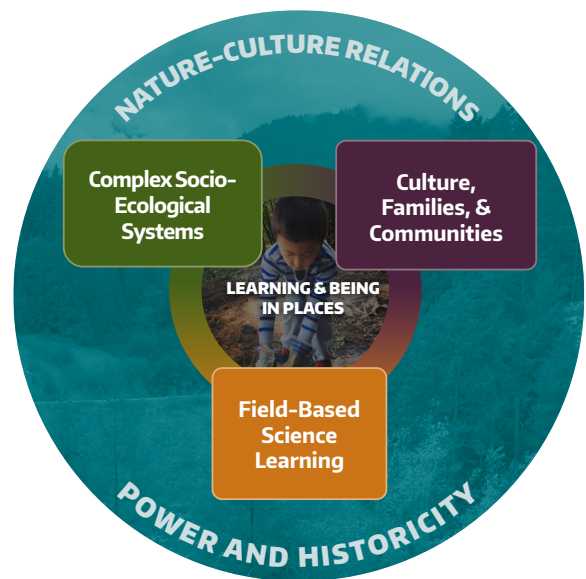 NATURE-CULTURE RELATIONS
Complex Socio-
Ecological
Systems
Culture,
Families, &
Communities
LEARNING & BEING
IN PLACES
Field-Based
Science
Learning
POWER AND HISTORICITY